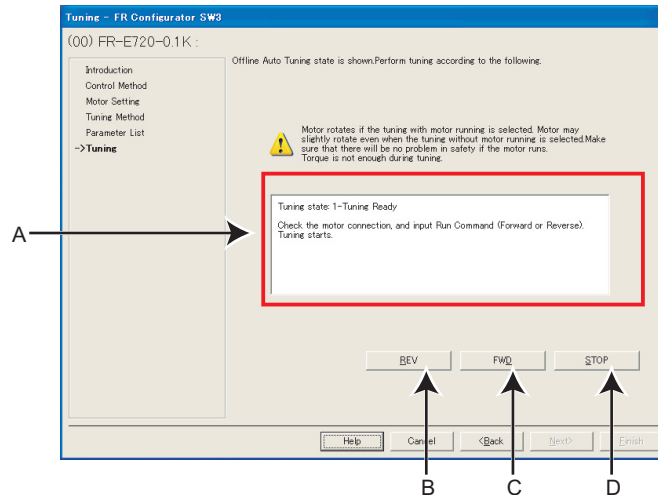 Tuning - FR Configurator SW3
(00) FR-E720-0.1K :
Introduction
Control Method
Motor Setting
Tuning Method
Parameter List
->Tuning
Offline Auto Tuning state is shown.Perform tuning according to the following.
Motor rotates if the tuning with motor running is selected. Motor may
slightly rotate even when the tuning without motor running is selected.Make
sure that there will be no problem in safety if the motor runs.
Torque is not enough during tuning.
Tuning state: 1-Tuning Ready
Check the motor connection, and input Run Command (Forward or Reverse).
Tuning starts.
A
REV
FWD
STOP
Help
Cancel
<Back
Next>
Finish
B
C
D